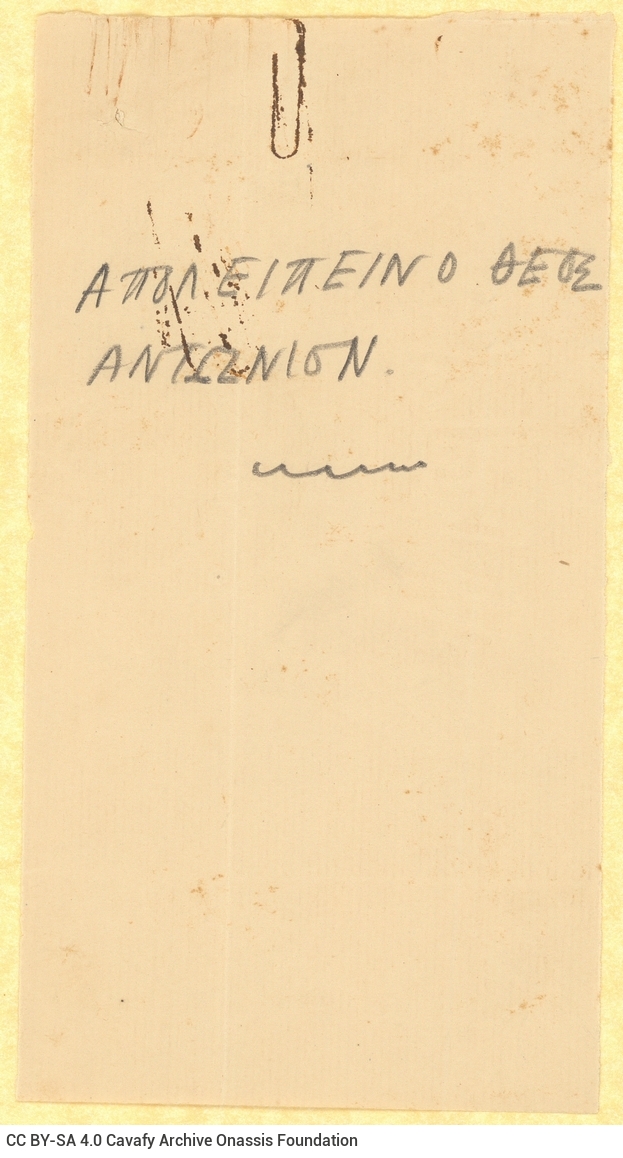 ΑΠΟΛΕΙΠΕΙΝ Ο ΘΕΟΣ
ΑΝΤΩΝΙΟΝ.
CC BY-SA 4.0 Cavafy Archive Onassis Foundation